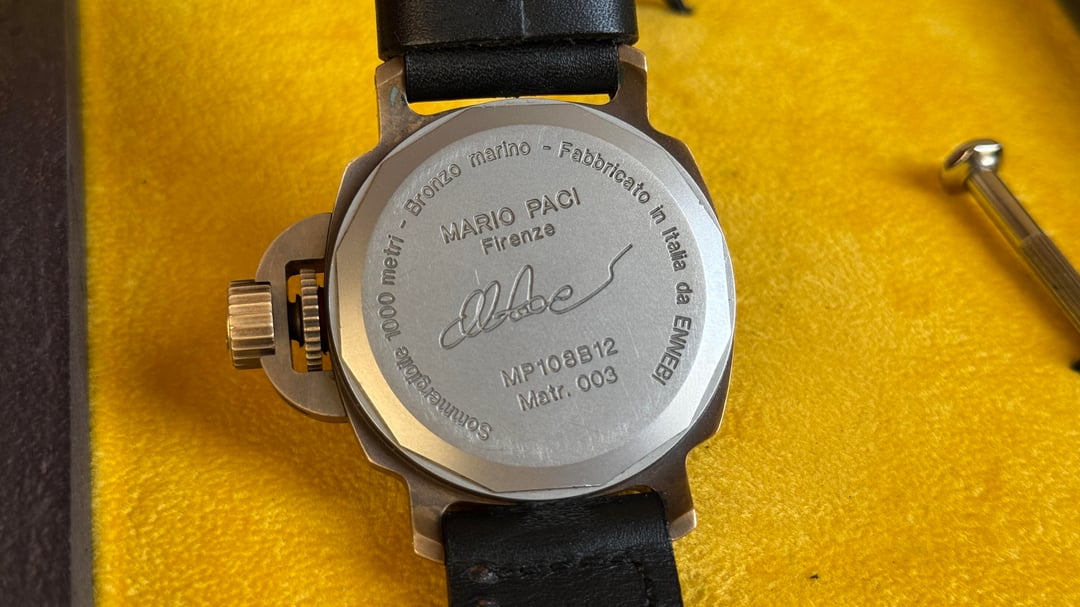 Sommergibile 1000 metri - Bronzo marino - Fabbricato in Italia da ENNEBI
MARIO PACI
Firenze
MP108B12
Matr. 003